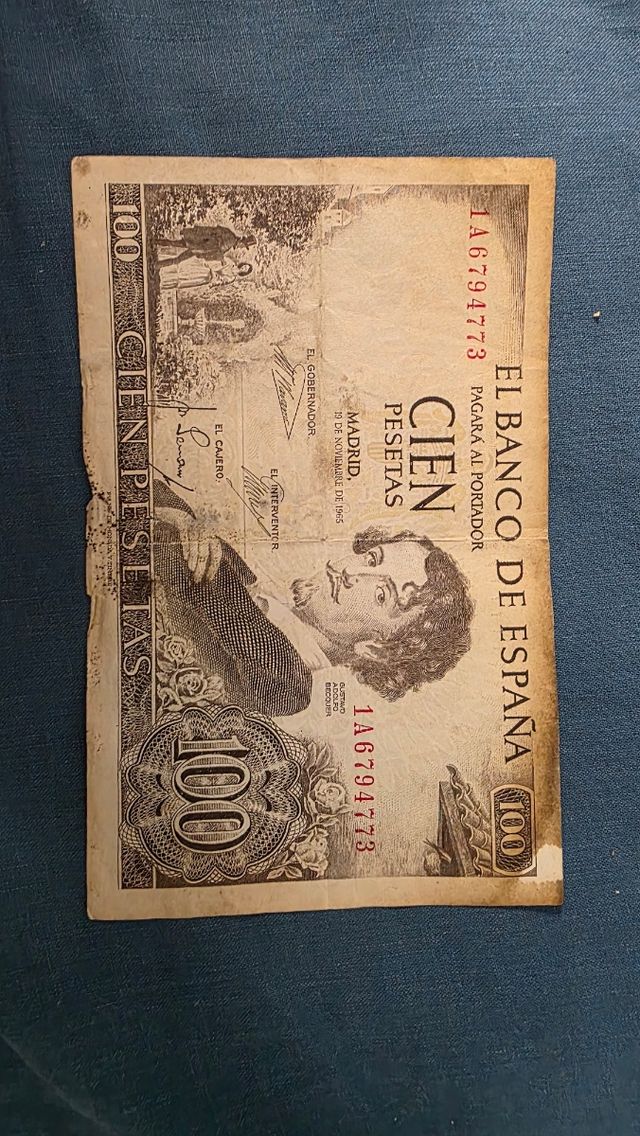 EL BANCO DE ESPAÑA
100
PAGARÁ AL PORTADOR
1A6794773
CIEN
PESETAS
MADRID,
19 DE NOVIEMBRE DE 1965
EL GOBERNADOR
EL INTERVENTOR
EL CAJERO.
GUSTAVO
ADOLFO
BECQUER
1A6794773
100
100 CIEN PESETAS